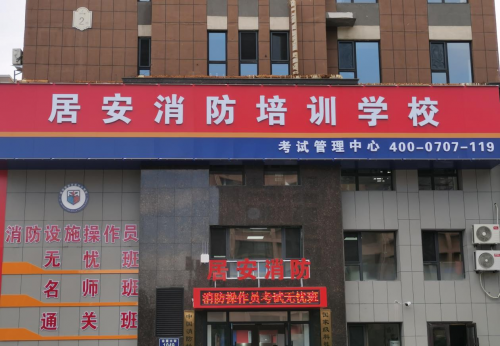 居安消防培训学校
考试管理中心 400-0707-119
消防设施操作员
无忧班
名师班
通关班
居安消防
消防操作员考试无忧班